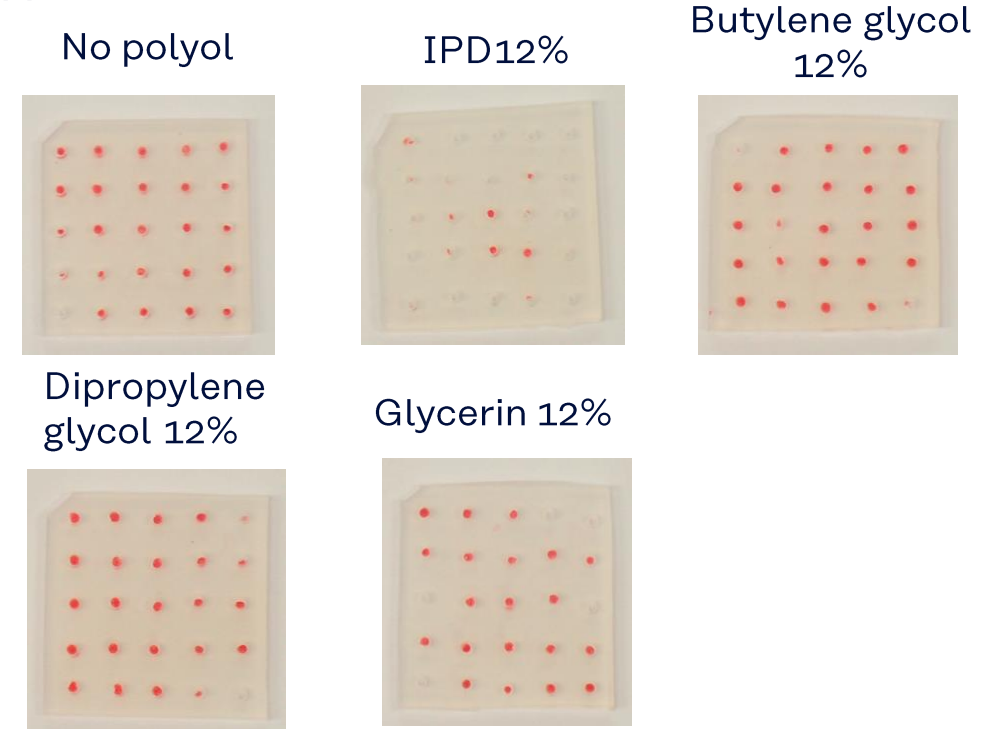 No polyol
IPD12%
Butylene glycol
12%
Dipropylene
glycol 12%
Glycerin 12%